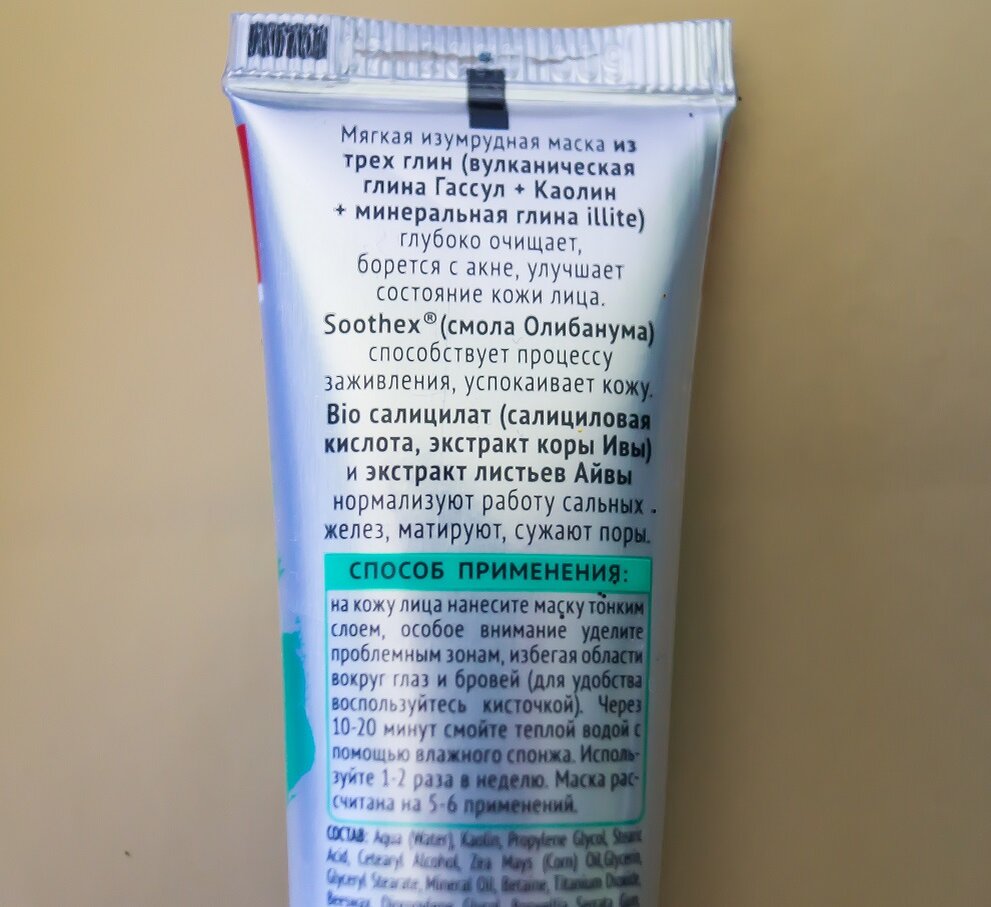 Мягкая изумрудная маска из
трех глин (вулканическая
глина Гассул + Каолин
+ минеральная глина illite)
глубоко очищает,
борется с акне, улучшает
состояние кожи лица.
Soothex® (смола Олибанума)
способствует процессу
заживления, успокаивает кожу.
Bio салицилат (салициловая
кислота, экстракт коры Ивы)
и экстракт листьев Айвы
нормализуют работу сальных
желез, матируют, сужают поры.
СПОСОБ ПРИМЕНЕНИЯ:
на кожу лица нанесите маску тонким
слоем, особое внимание уделите
проблемным зонам, избегая области
вокруг глаз и бровей (для удобства
воспользуйтесь кисточкой). Через
10-20 минут смойте теплой водой с
помощью влажного спонжа. Исполь-
зуйте 1-2 раза в неделю. Маска рас-
считана на 5-6 применений.
СОСТАВ: Aqua (Water), Kaolin, Propylene Glycol, Stearic
Acid, Cetearyl Alcohol, Zea Mays (Corn) Oil, Glycerin,
Glyceryl Stearate, Mineral Oil, Betaine, Titanium Dioxide,